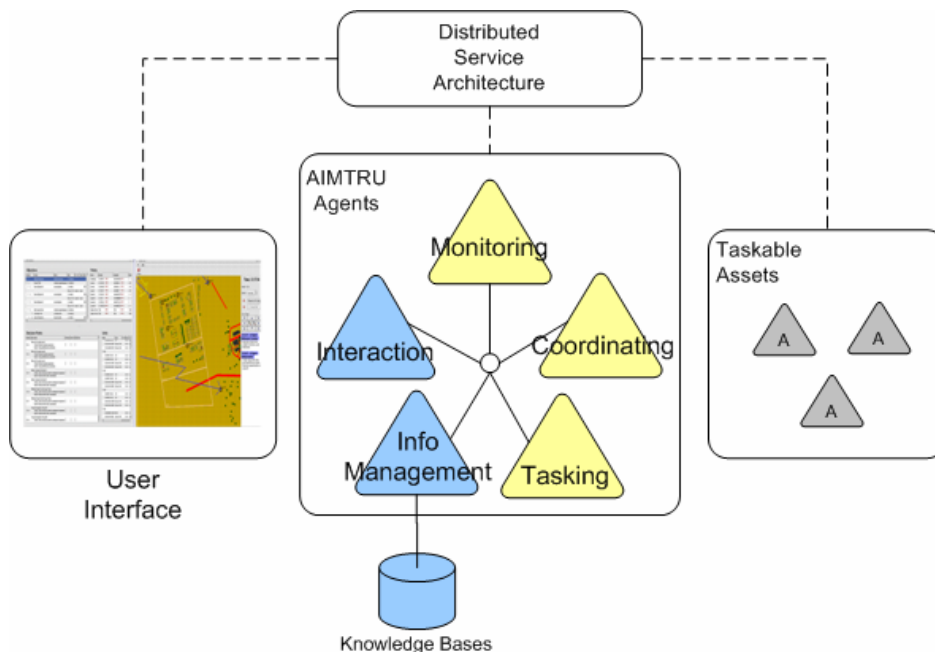 Distributed
Service
Architecture
AIMTRU
Agents
Monitoring
Interaction
Coordinating
Info
Management
Tasking
Taskable
Assets
A
A
A
User
Interface
Knowledge Bases